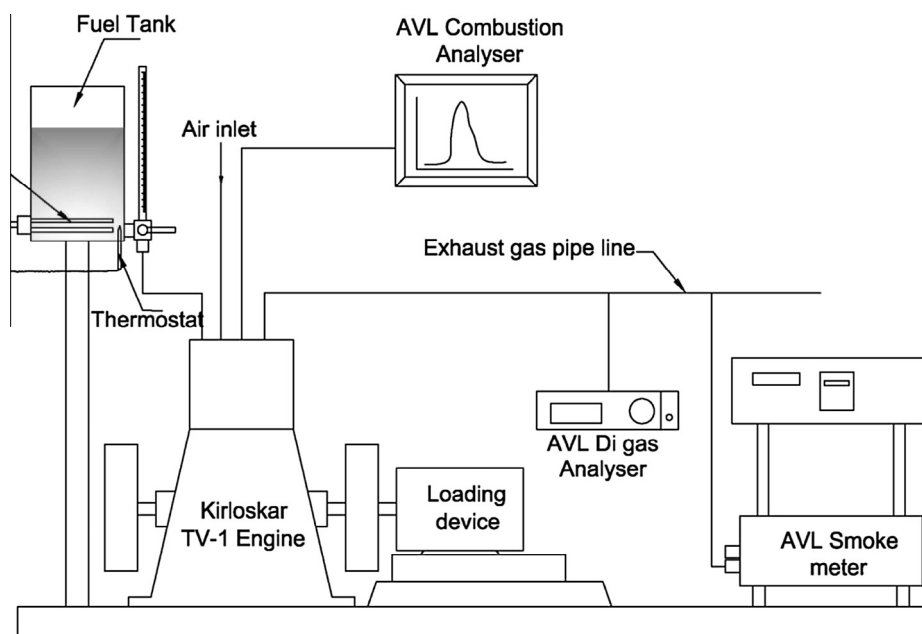 Fuel Tank
AVL Combustion
Analyser
Air inlet
Exhaust gas pipe line
Thermostat
AVL Di gas
Analyser
Kirloskar
TV-1 Engine
Loading
device
AVL Smoke
meter